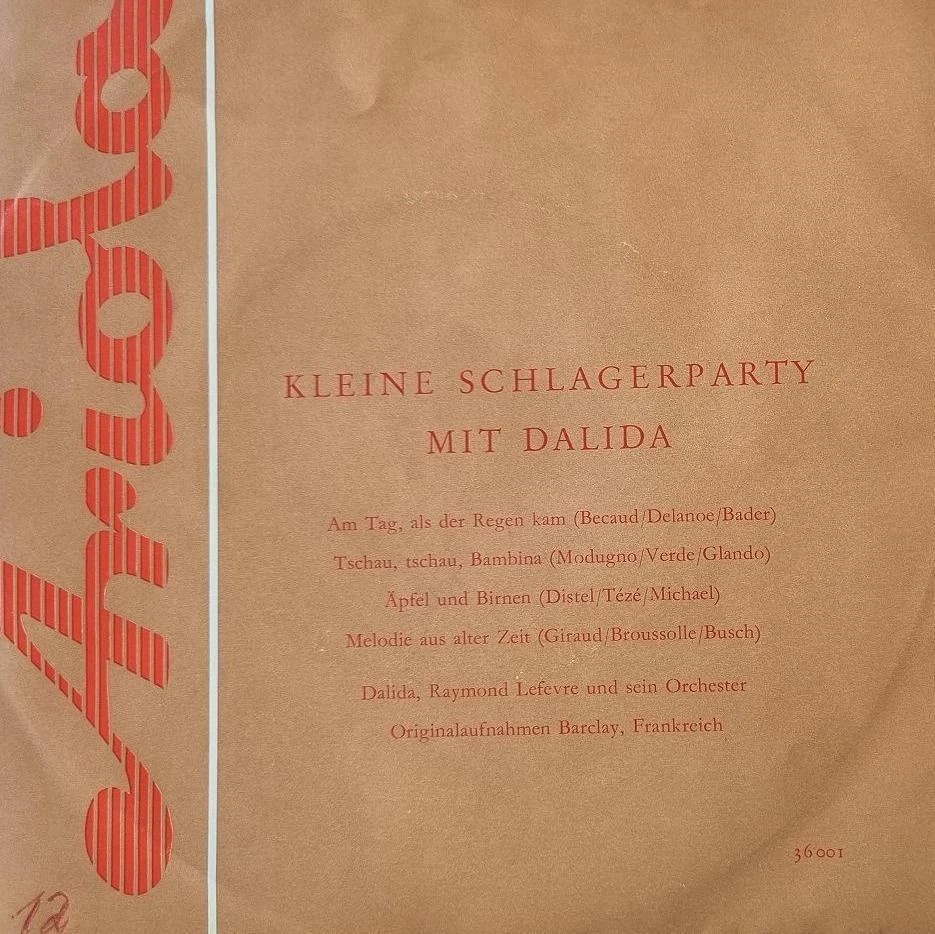 Ariola
KLEINE SCHLAGERPARTY
MIT DALIDA
Am Tag, als der Regen kam (Becaud/Delanoe/Bader)
Tschau, tschau, Bambina (Modugno/Verde/Glando)
Äpfel und Birnen (Distel/Tézé/Michael)
Melodie aus alter Zeit (Giraud/Broussolle/Busch)
Dalida, Raymond Lefevre und sein Orchester
Originalaufnahmen Barclay, Frankreich
36001
12